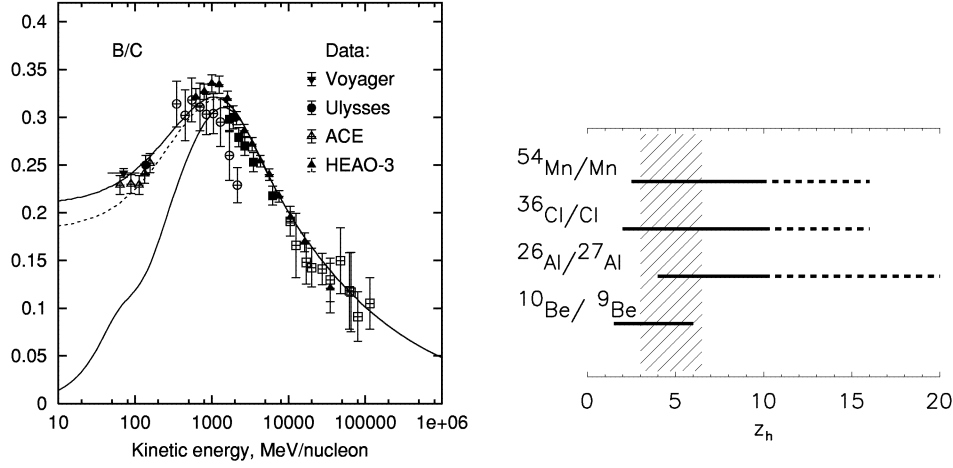 0.4
0.35
0.3
0.25
0.2
0.15
0.1
0.05
0
B/C
Data:
Voyager
Ulysses
ACE
HEAO-3
10 100 1000 10000 100000 1e+06
Kinetic energy, MeV/nucleon
⁵⁴Mn/Mn
³⁶Cl/Cl
²⁶Al/²⁷Al
¹⁰Be/ ⁹Be
0 5 10 15 20
zₕ